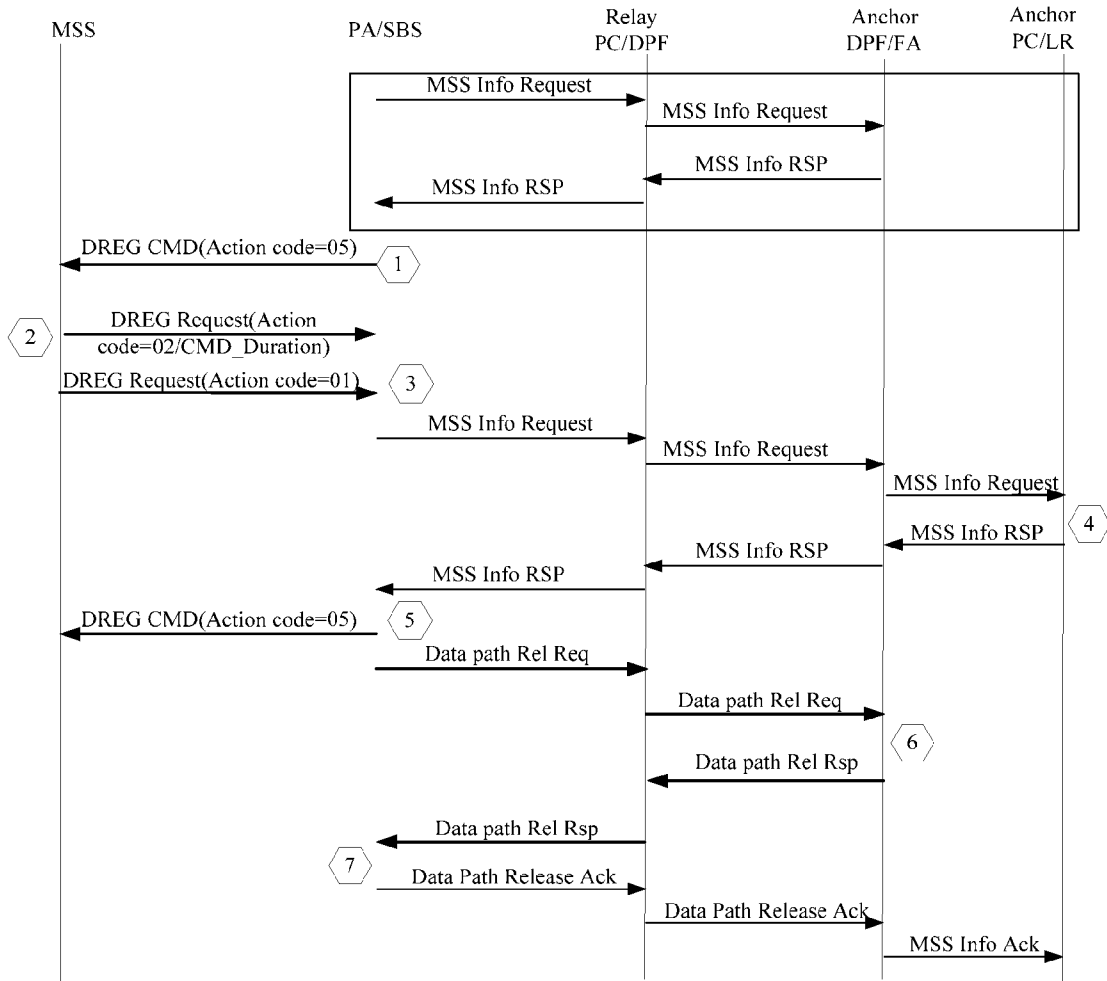 MSS
PA/SBS
Relay
PC/DPF
Anchor
DPF/FA
Anchor
PC/LR
MSS Info Request
MSS Info Request
MSS Info RSP
MSS Info RSP
DREG CMD(Action code=05)
1
2
DREG Request(Action
code=02/CMD_Duration)
DREG Request(Action code=01)
3
MSS Info Request
MSS Info Request
MSS Info Request
4
MSS Info RSP
MSS Info RSP
MSS Info RSP
DREG CMD(Action code=05)
5
Data path Rel Req
Data path Rel Req
6
Data path Rel Rsp
Data path Rel Rsp
7
Data Path Release Ack
Data Path Release Ack
MSS Info Ack